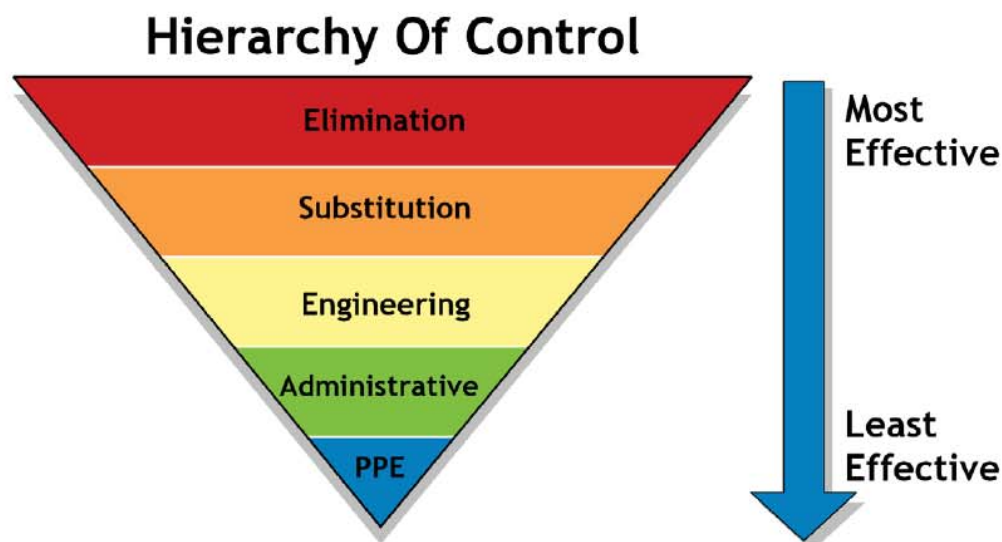 Hierarchy Of Control
Elimination
Substitution
Engineering
Administrative
PPE
Most
Effective
Least
Effective